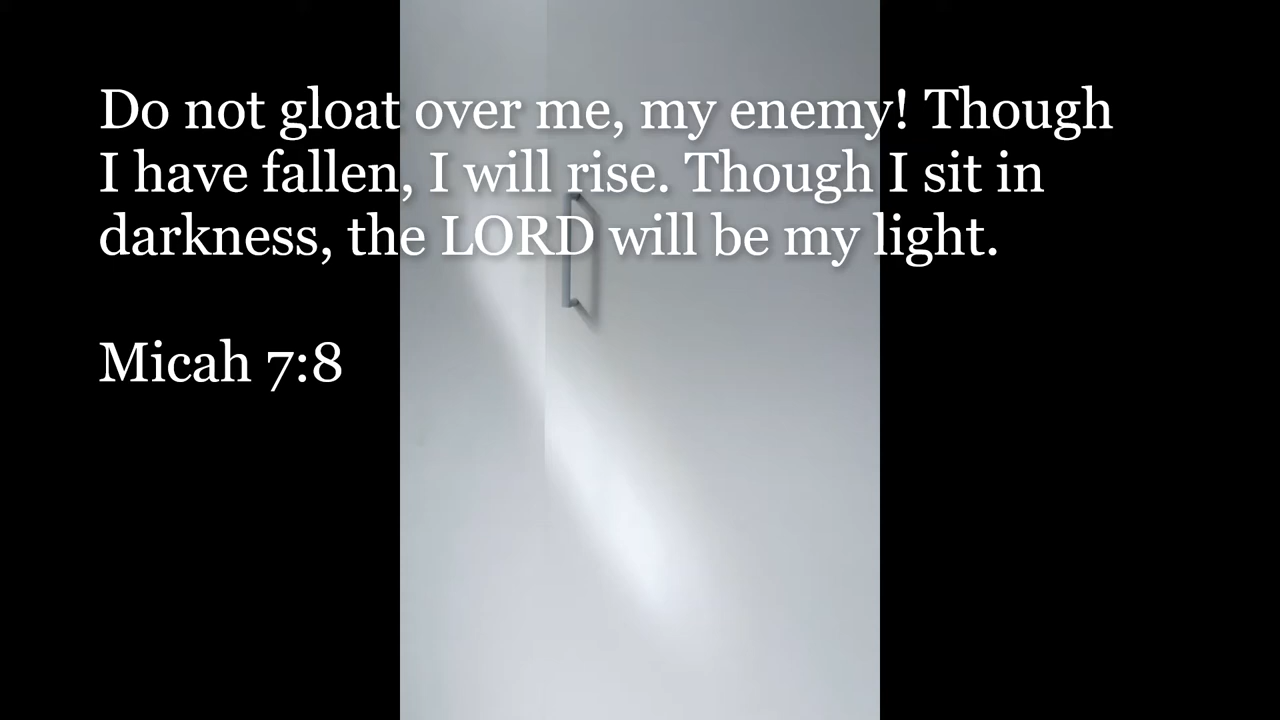 Do not gloat over me, my enemy! Though
I have fallen, I will rise. Though I sit in
darkness, the LORD will be my light.
Micah 7:8